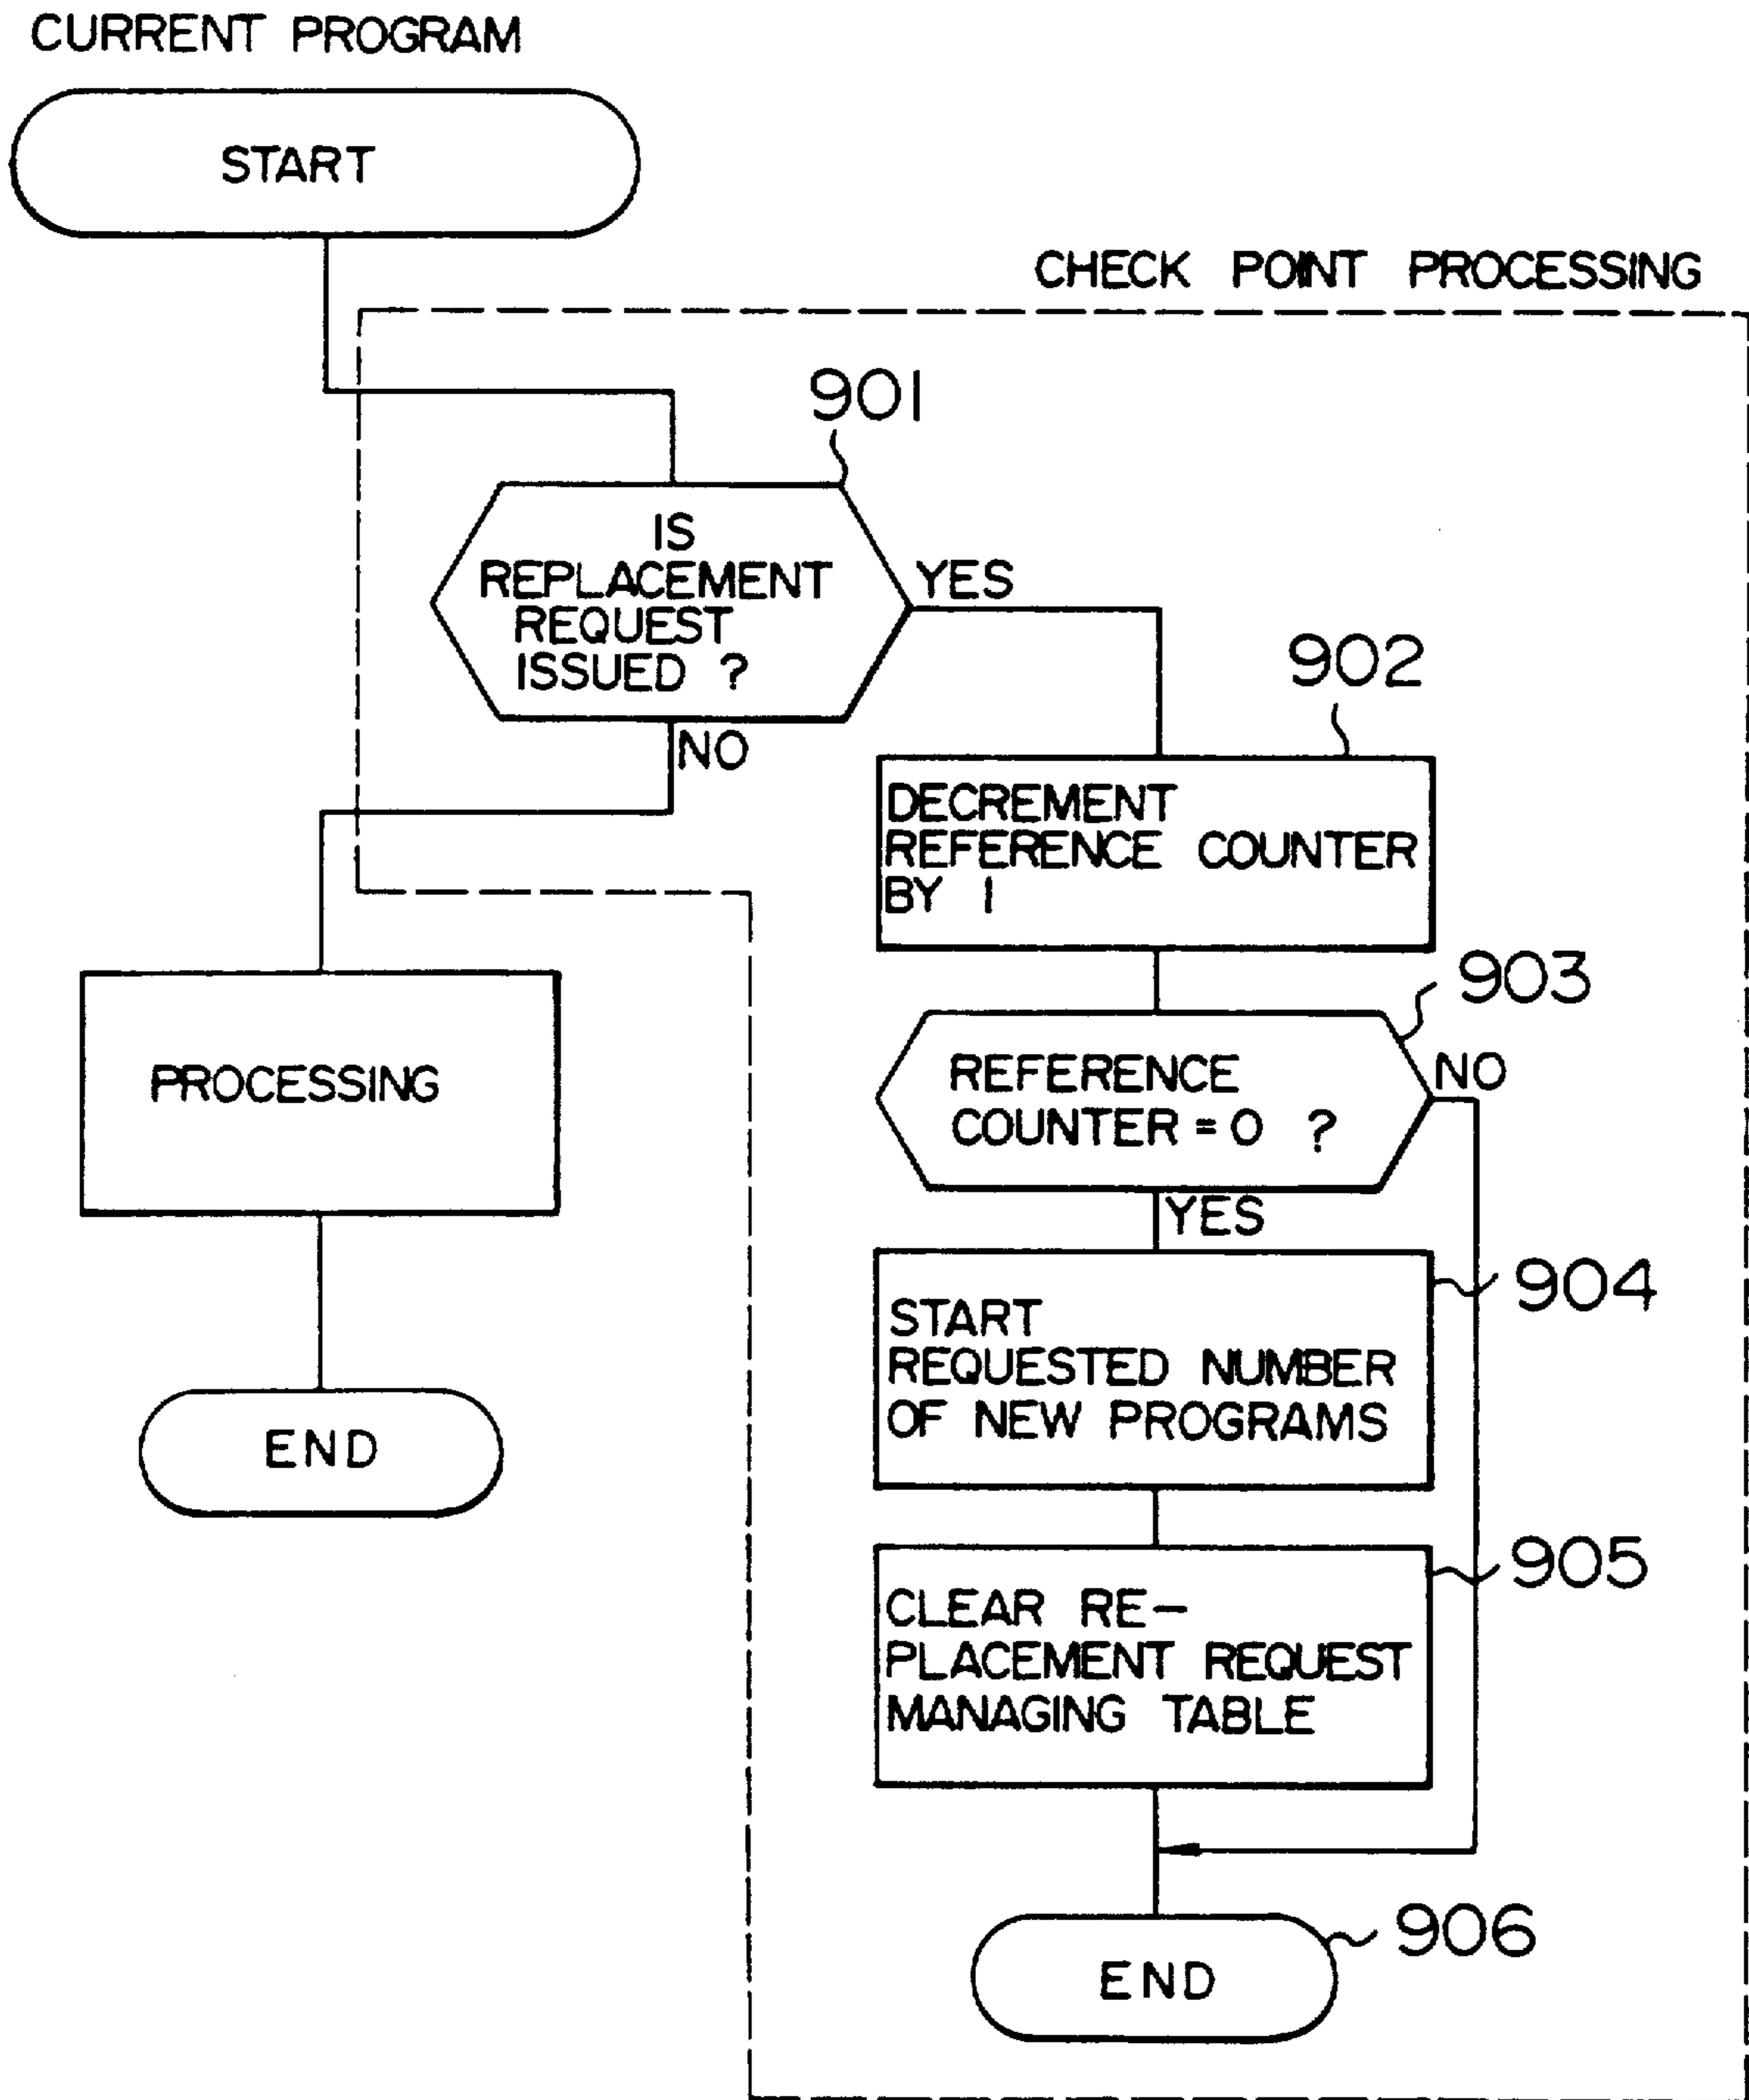 CURRENT PROGRAM
START
CHECK POINT PROCESSING
901
IS
REPLACEMENT
REQUEST
ISSUED ?
YES
NO
902
DECREMENT
REFERENCE COUNTER
BY 1
903
REFERENCE
COUNTER = 0 ?
NO
YES
PROCESSING
END
904
START
REQUESTED NUMBER
OF NEW PROGRAMS
905
CLEAR RE-
PLACEMENT REQUEST
MANAGING TABLE
906
END